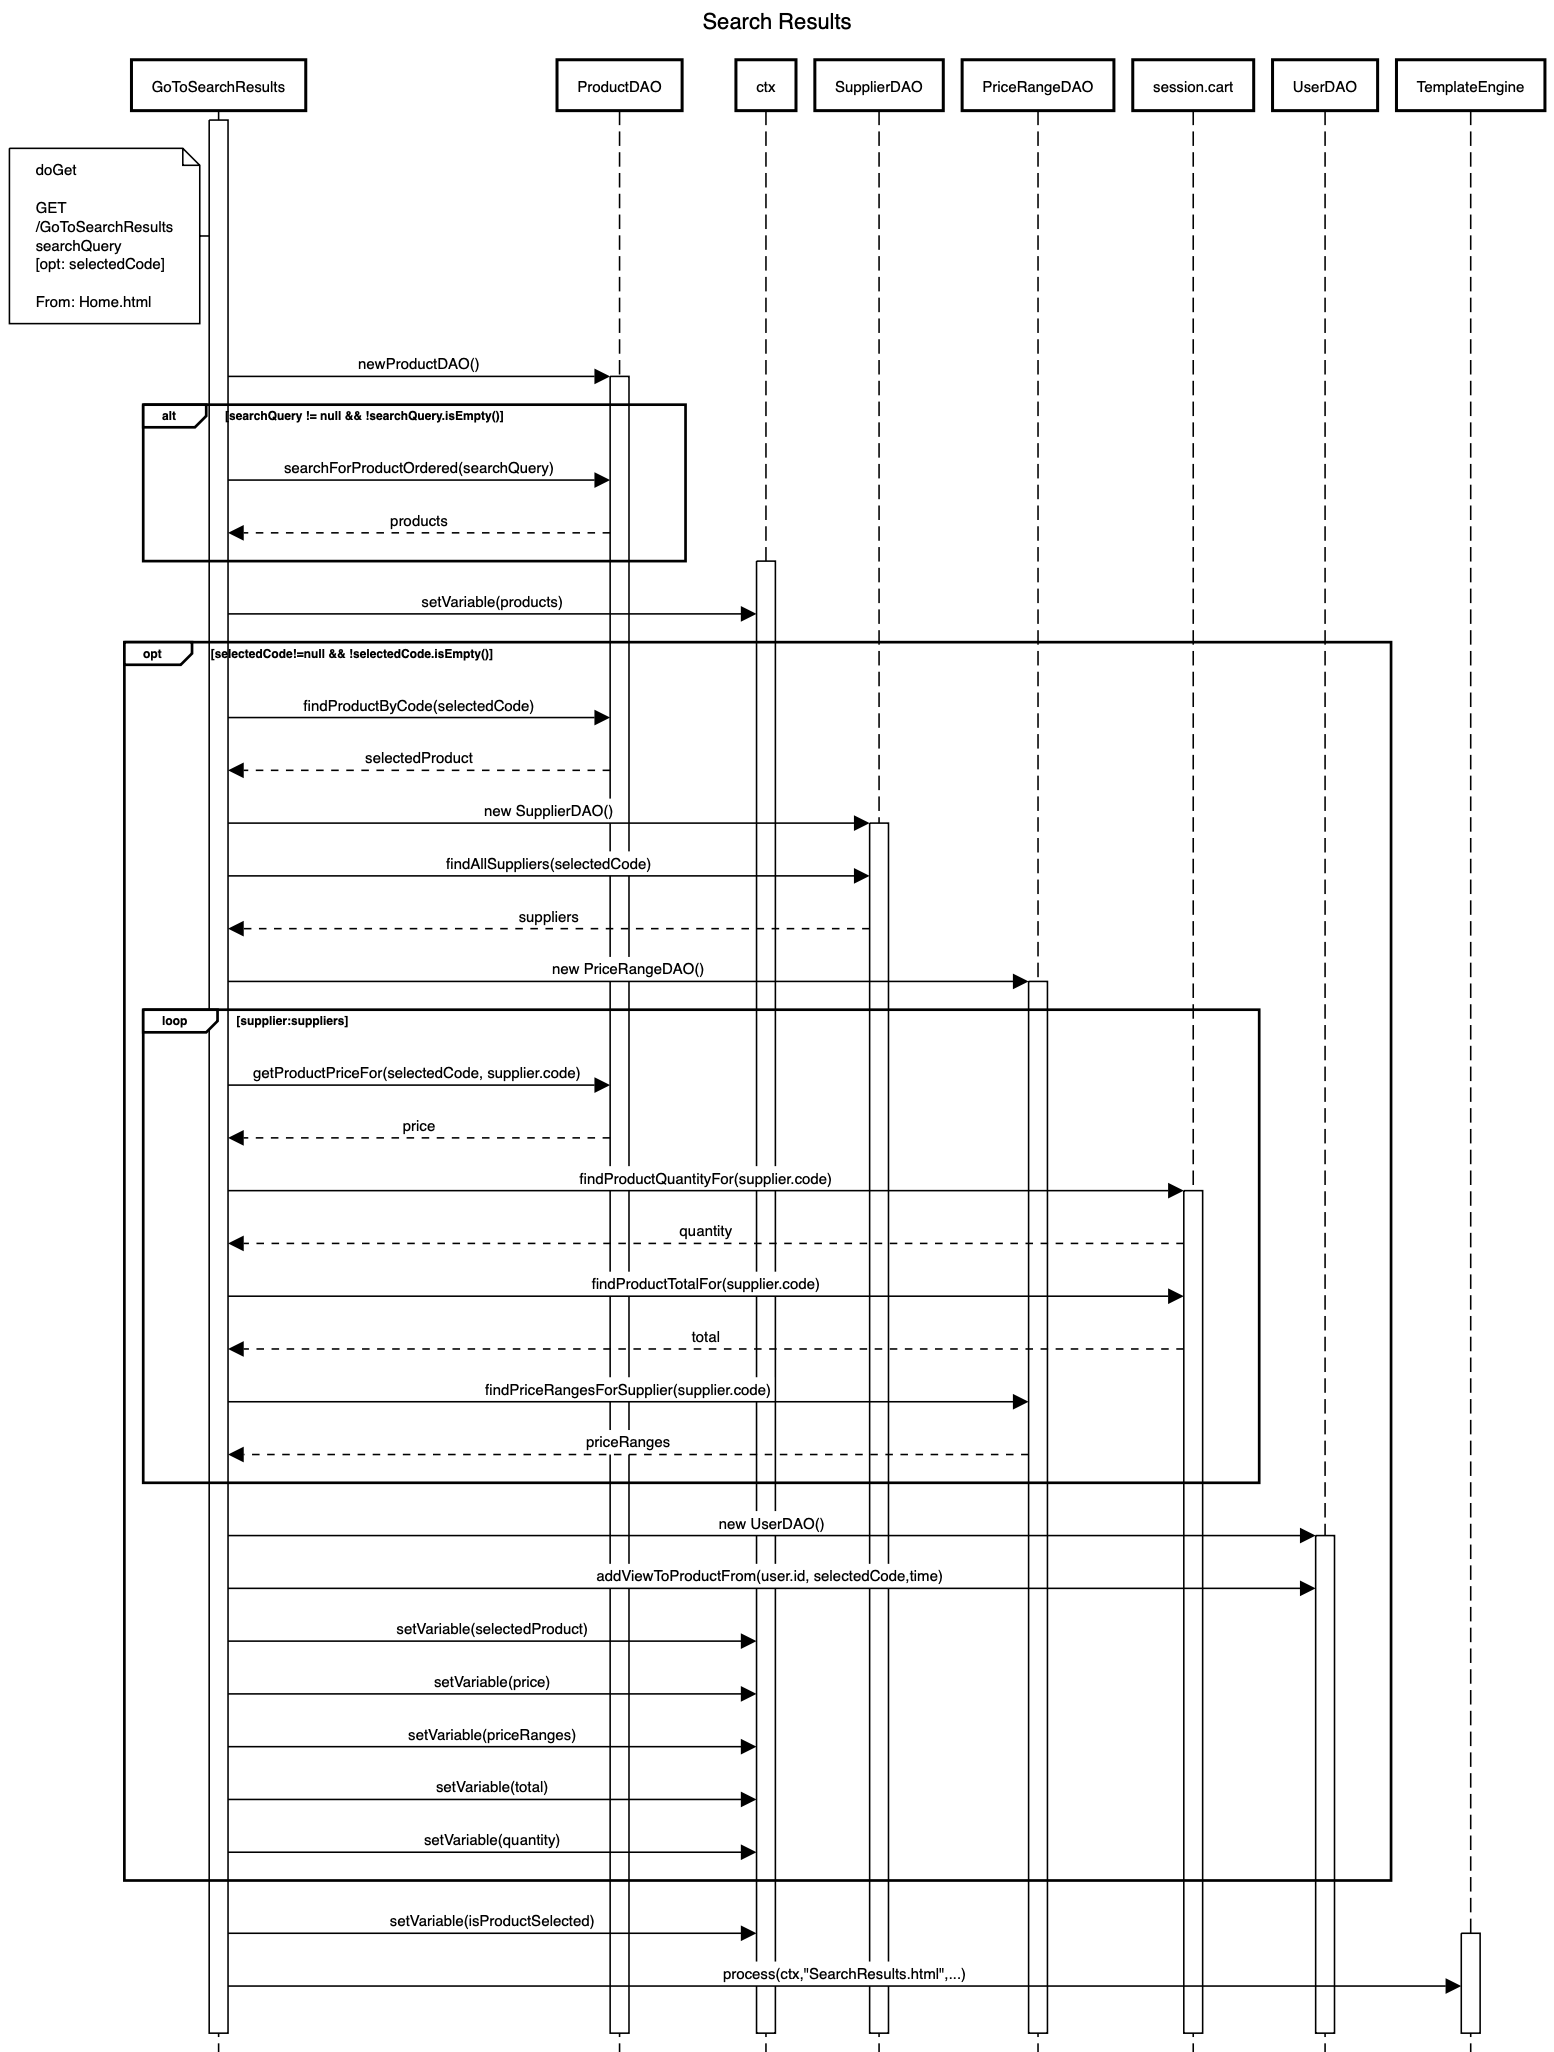 Search Results
GoToSearchResults
ProductDAO
ctx
SupplierDAO
PriceRangeDAO
session.cart
UserDAO
TemplateEngine
doGet
GET
/GoToSearchResults
searchQuery
[opt: selectedCode]
From: Home.html
newProductDAO()
alt
[searchQuery != null && !searchQuery.isEmpty()]
searchForProductOrdered(searchQuery)
products
setVariable(products)
opt
[selectedCode!=null && !selectedCode.isEmpty()]
findProductByCode(selectedCode)
selectedProduct
new SupplierDAO()
findAllSuppliers(selectedCode)
suppliers
new PriceRangeDAO()
loop
[supplier:suppliers]
getProductPriceFor(selectedCode, supplier.code)
price
findProductQuantityFor(supplier.code)
quantity
findProductTotalFor(supplier.code)
total
findPriceRangesForSupplier(supplier.code)
priceRanges
new UserDAO()
addViewToProductFrom(user.id, selectedCode,time)
setVariable(selectedProduct)
setVariable(price)
setVariable(priceRanges)
setVariable(total)
setVariable(quantity)
setVariable(isProductSelected)
process(ctx,"SearchResults.html",...)